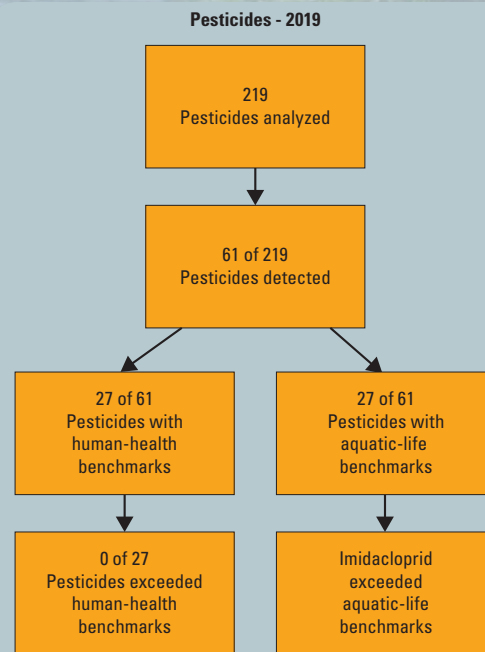 Pesticides - 2019
219
Pesticides analyzed
61 of 219
Pesticides detected
27 of 61
Pesticides with
human-health
benchmarks
27 of 61
Pesticides with
aquatic-life
benchmarks
0 of 27
Pesticides exceeded
human-health
benchmarks
Imidacloprid
exceeded
aquatic-life
benchmarks